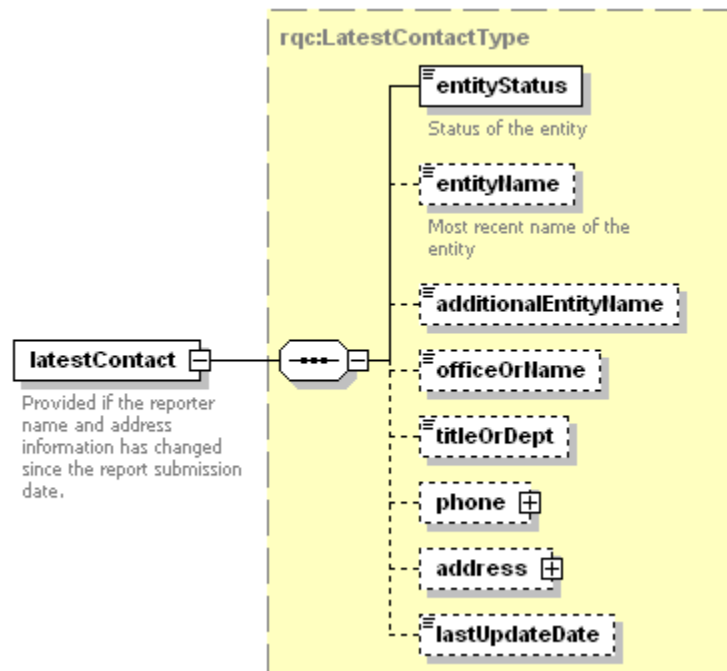 rqc:LatestContactType
entityStatus
Status of the entity
entityName
Most recent name of the
entity
additionalEntityName
latestContact
Provided if the reporter
name and address
information has changed
since the report submission
date.
officeOrName
titleOrDept
phone
address
lastUpdateDate